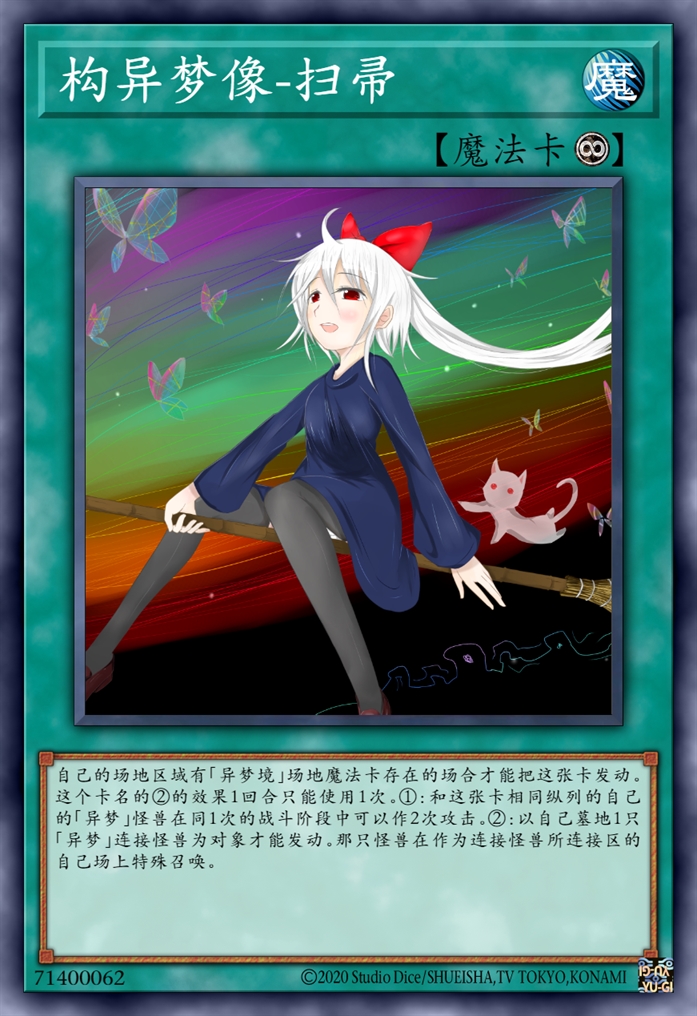 构异梦像-扫帚
魔
【魔法卡♾】
自己的场地区域有「异梦境」场地魔法卡存在的场合才能把这张卡发动。
这个卡名的②的效果1回合只能使用1次。①:和这张卡相同纵列的自己
的「异梦」怪兽在同1次的战斗阶段中可以作2次攻击。②:以自己墓地1只
「异梦」连接怪兽为对象才能发动。那只怪兽在作为连接怪兽所连接区的
自己场上特殊召唤。
71400062
©2020 Studio Dice/SHUEISHA,TV TOKYO,KONAMI
YU-GI
YU-GI